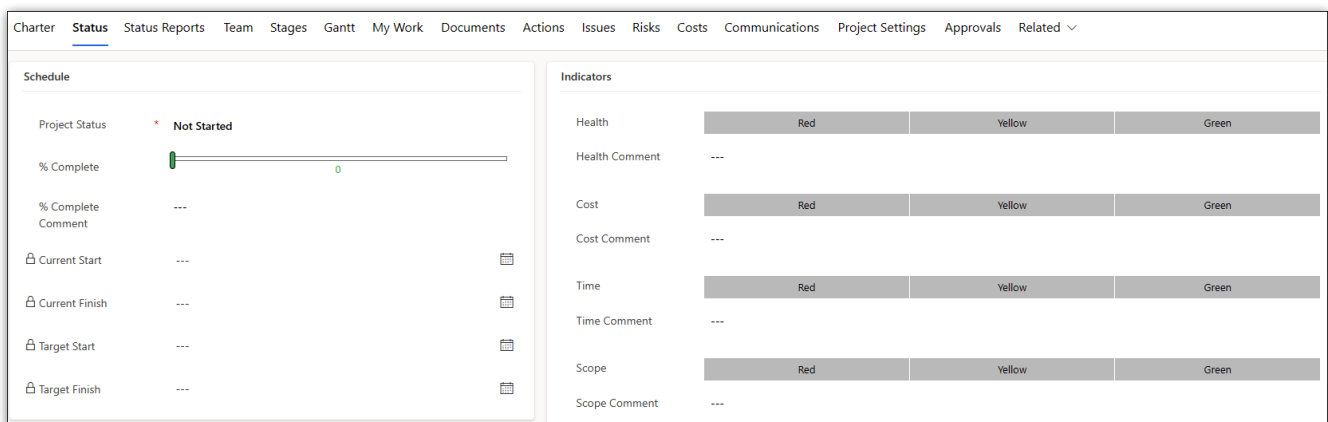 Charter Status Status Reports Team Stages Gantt My Work Documents Actions Issues Risks Costs Communications Project Settings Approvals Related
Schedule
Project Status * Not Started
% Complete
0
% Complete
Comment
---
Current Start ---
Current Finish ---
Target Start ---
Target Finish ---
Indicators
Health Red Yellow Green
Health Comment ---
Cost Red Yellow Green
Cost Comment ---
Time Red Yellow Green
Time Comment ---
Scope Red Yellow Green
Scope Comment ---